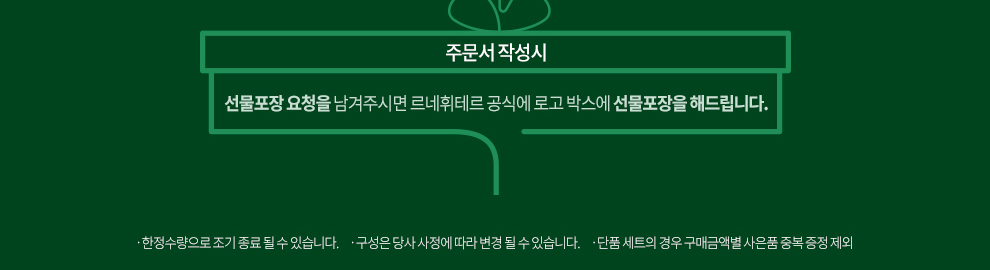 주문서 작성시
선물포장 요청을 남겨주시면 르네휘테르 공식에 로고 박스에 선물포장을 해드립니다.
·한정수량으로 조기 종료 될 수 있습니다. ·구성은 당사 사정에 따라 변경 될 수 있습니다. ·단품 세트의 경우 구매금액별 사은품 중복 증정 제외